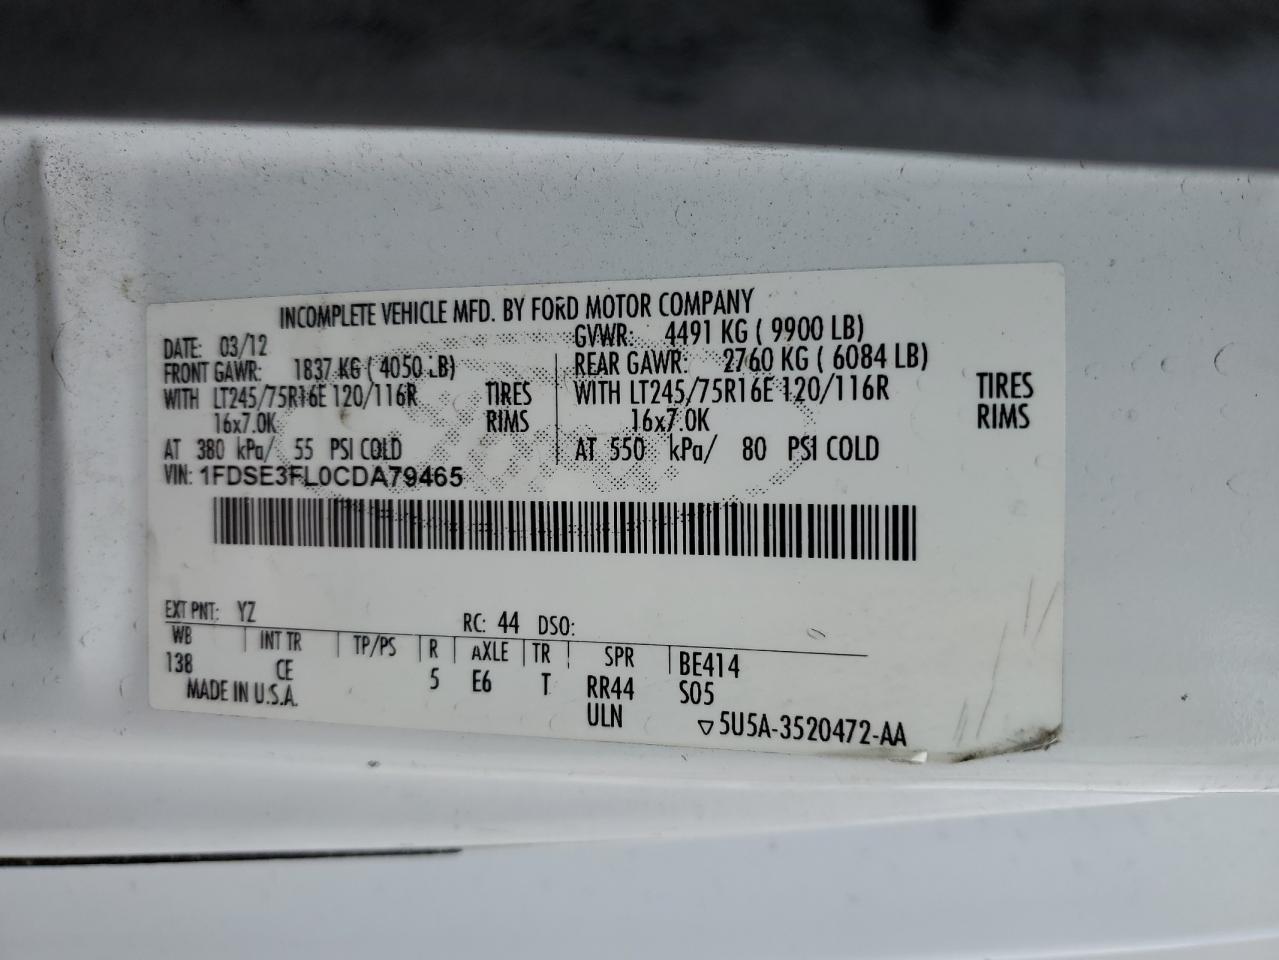 INCOMPLETE VEHICLE MFD. BY FORD MOTOR COMPANY
DATE: 03/12
GVWR: 4491 KG ( 9900 LB)
FRONT GAWR: 1837 KG ( 4050 LB)
REAR GAWR: 2760 KG ( 6084 LB)
WITH LT245/75R16E 120/116R TIRES
WITH LT245/75R16E 120/116R TIRES
16x7.0K RIMS
16x7.0K RIMS
AT 380 kPa/ 55 PSI COLD
AT 550 kPa/ 80 PSI COLD
VIN: 1FDSE3FL0CDA79465
EXT PNT: YZ RC: 44 DSO:
WB INT TR TP/PS R AXLE TR SPR BE414
138 CE 5 E6 T RR44 S05
MADE IN U.S.A. ULN ▽5U5A-3520472-AA